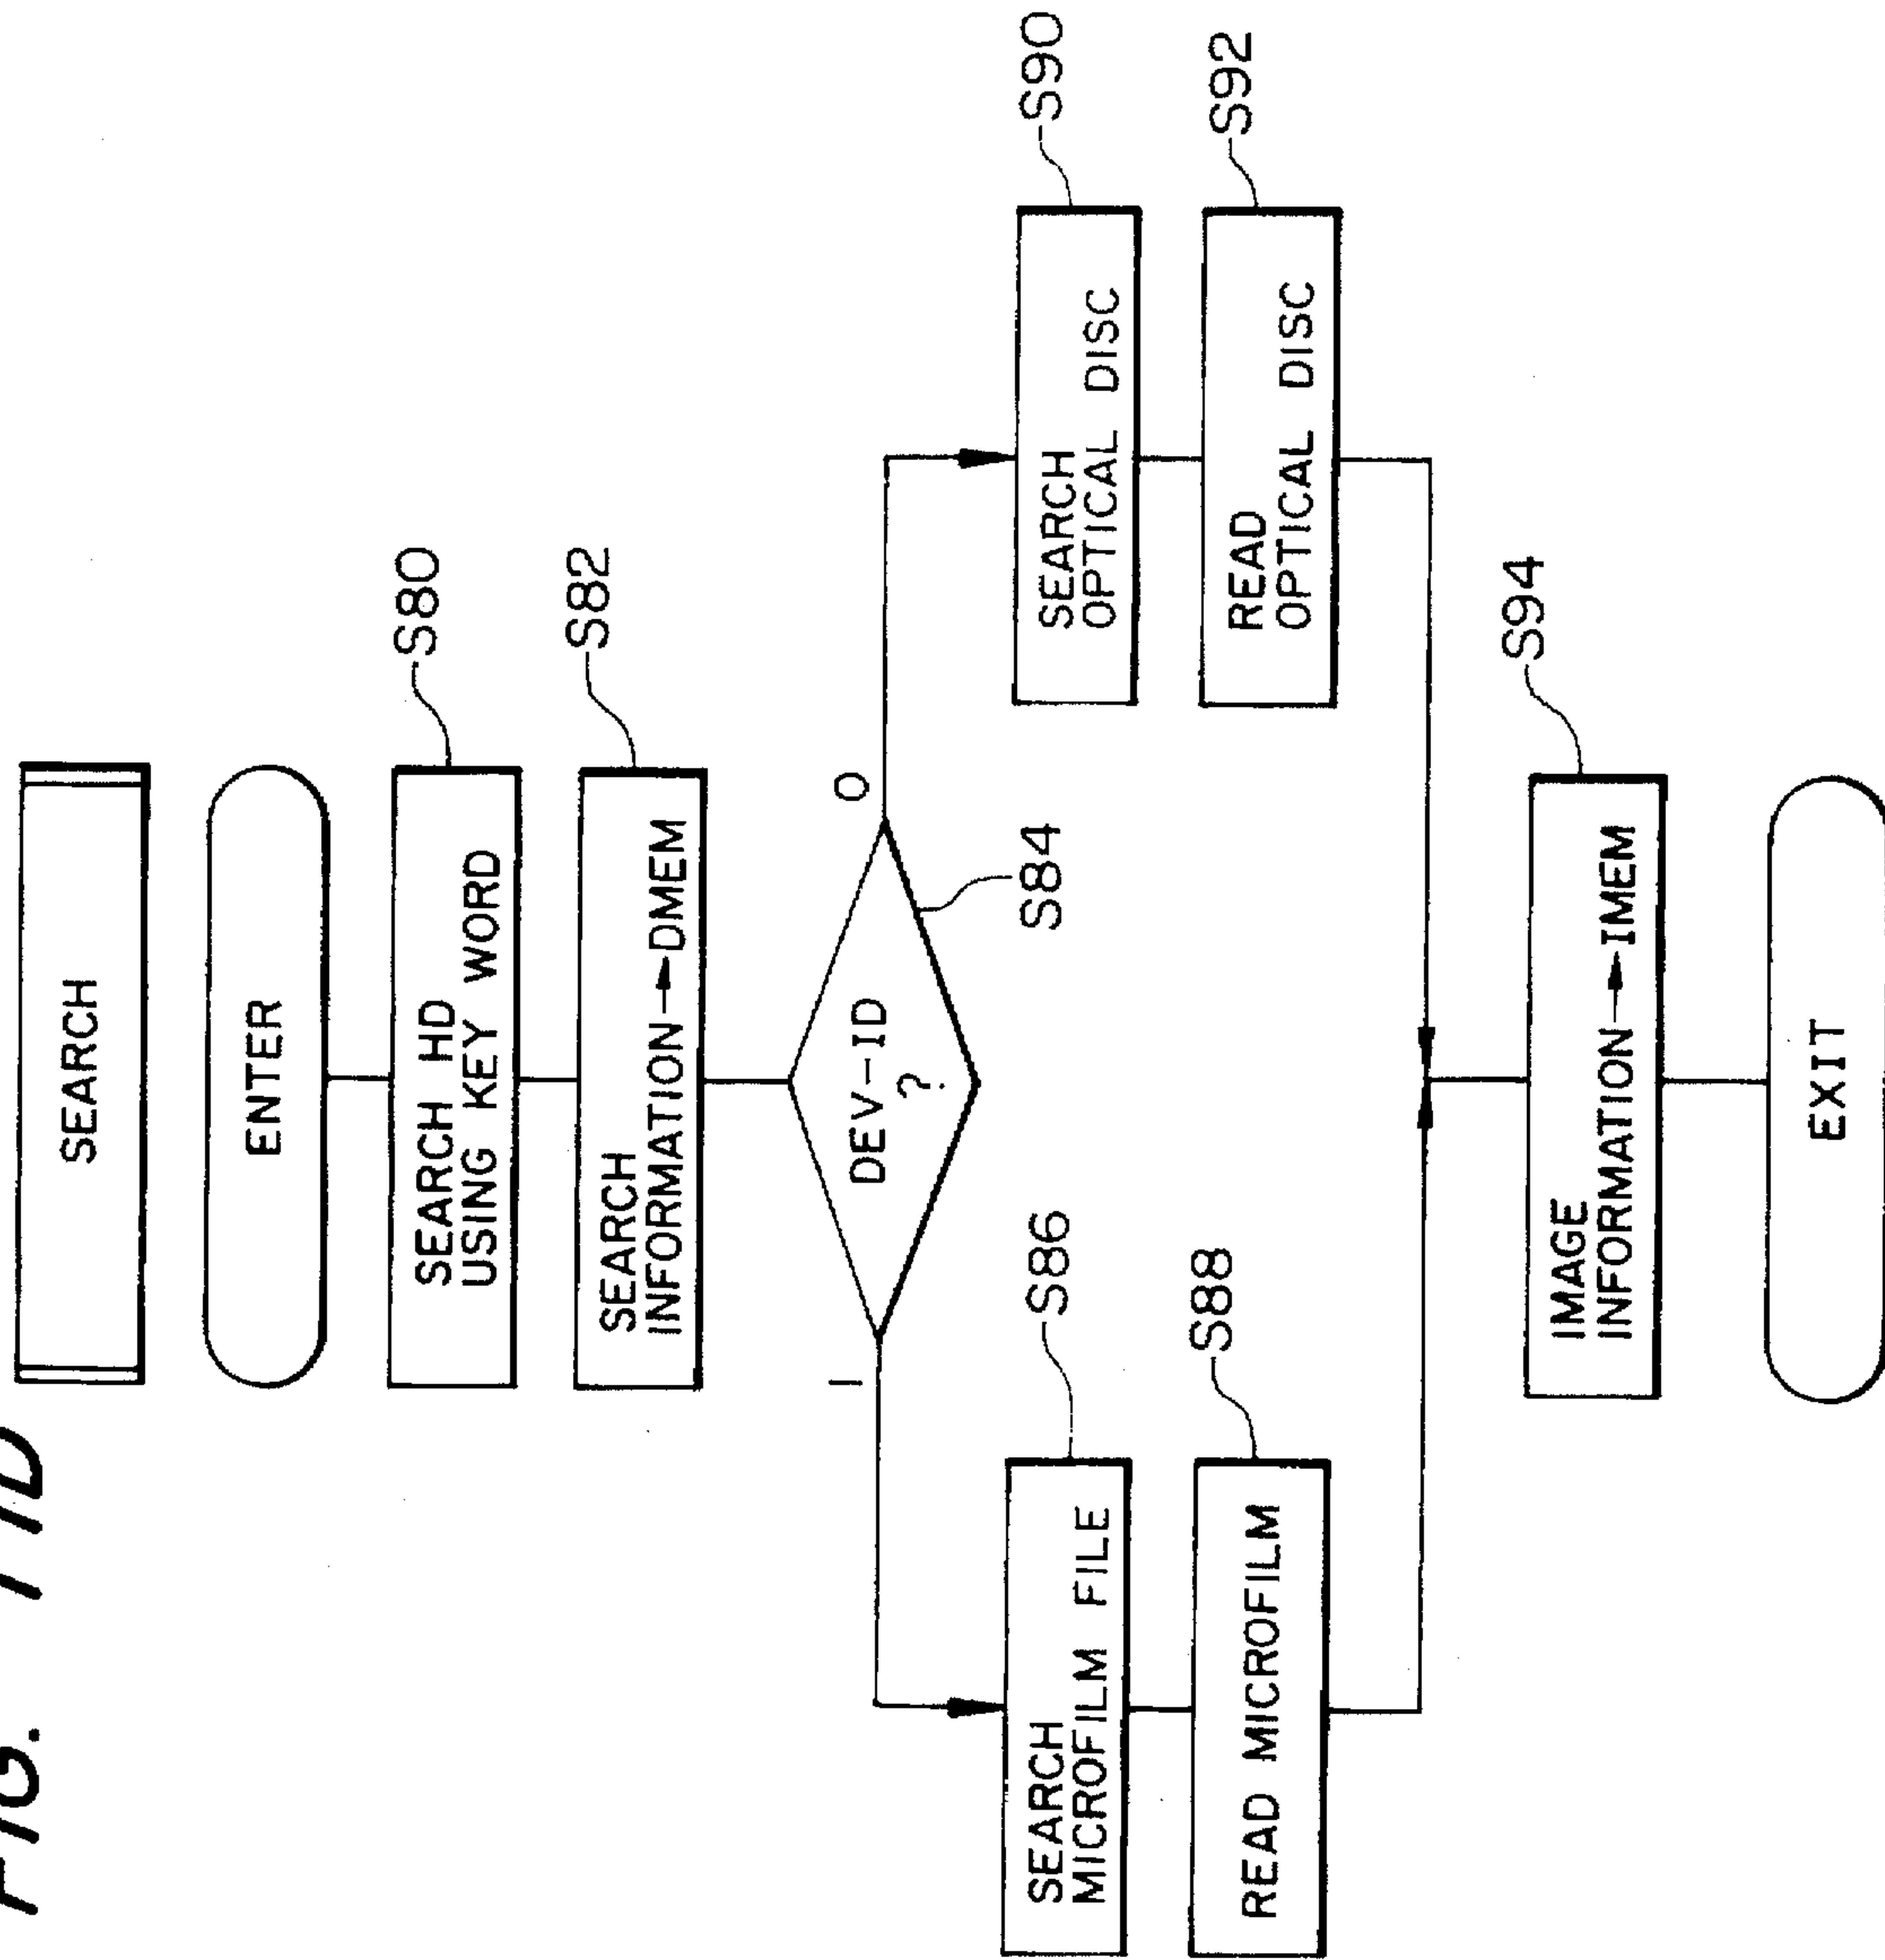 FIG. 11D
SEARCH
ENTER
SEARCH HD
USING KEY WORD
S80
SEARCH
INFORMATION→DMEM
S82
DEV-ID
?
S84
1
0
SEARCH
MICROFILM FILE
S86
READ MICROFILM
S88
SEARCH
OPTICAL DISC
S90
READ
OPTICAL DISC
S92
IMAGE
INFORMATION→IMEM
S94
EXIT